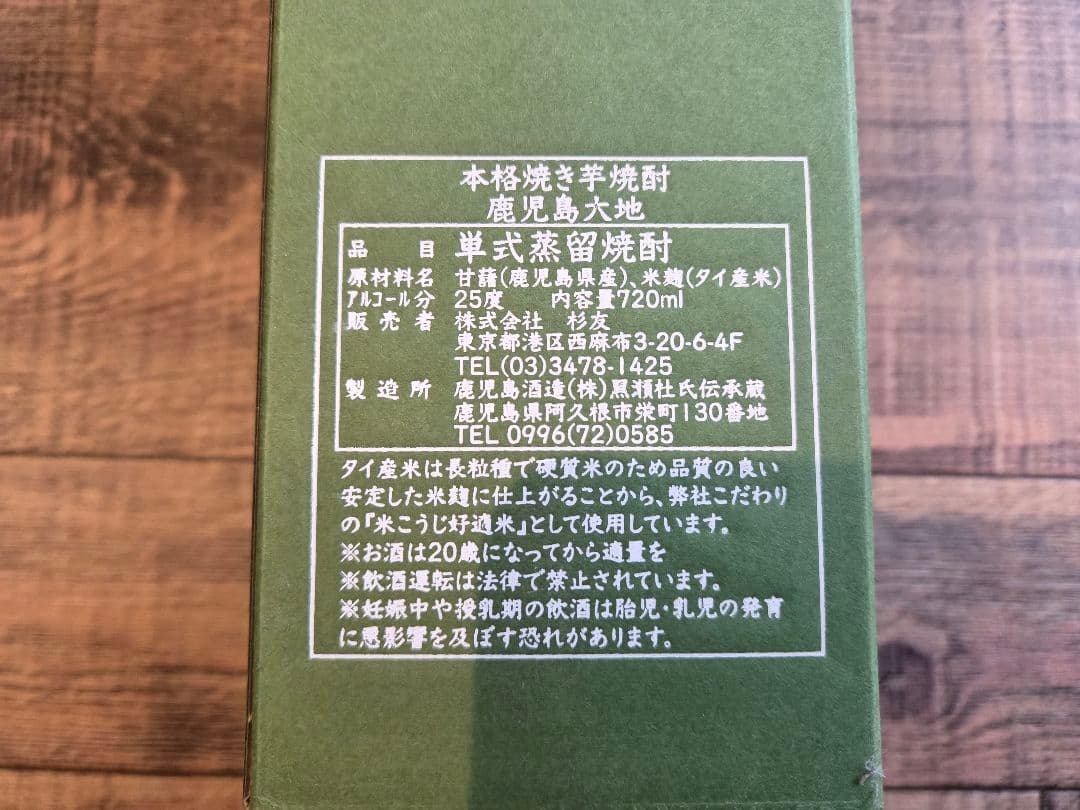 本格焼き芋焼酎
鹿児島大地
品目 単式蒸留焼酎
原材料名 甘藷(鹿児島県産)、米麹(タイ産米)
アルコール分 25度 内容量720ml
販売者 株式会社 杉友
東京都港区西麻布3-20-6-4F
TEL(03)3478-1425
製造所 鹿児島酒造(株)黒瀬杜氏伝承蔵
鹿児島県阿久根市栄町130番地
TEL 0996(72)0585
タイ産米は長粒種で硬質米のため品質の良い
安定した米麹に仕上がることから、弊社こだわり
の『米こうじ好適米』として使用しています。
※お酒は20歳になってから適量を
※飲酒運転は法律で禁止されています。
※妊娠中や授乳期の飲酒は胎児・乳児の発育
に悪影響を及ぼす恐れがあります。